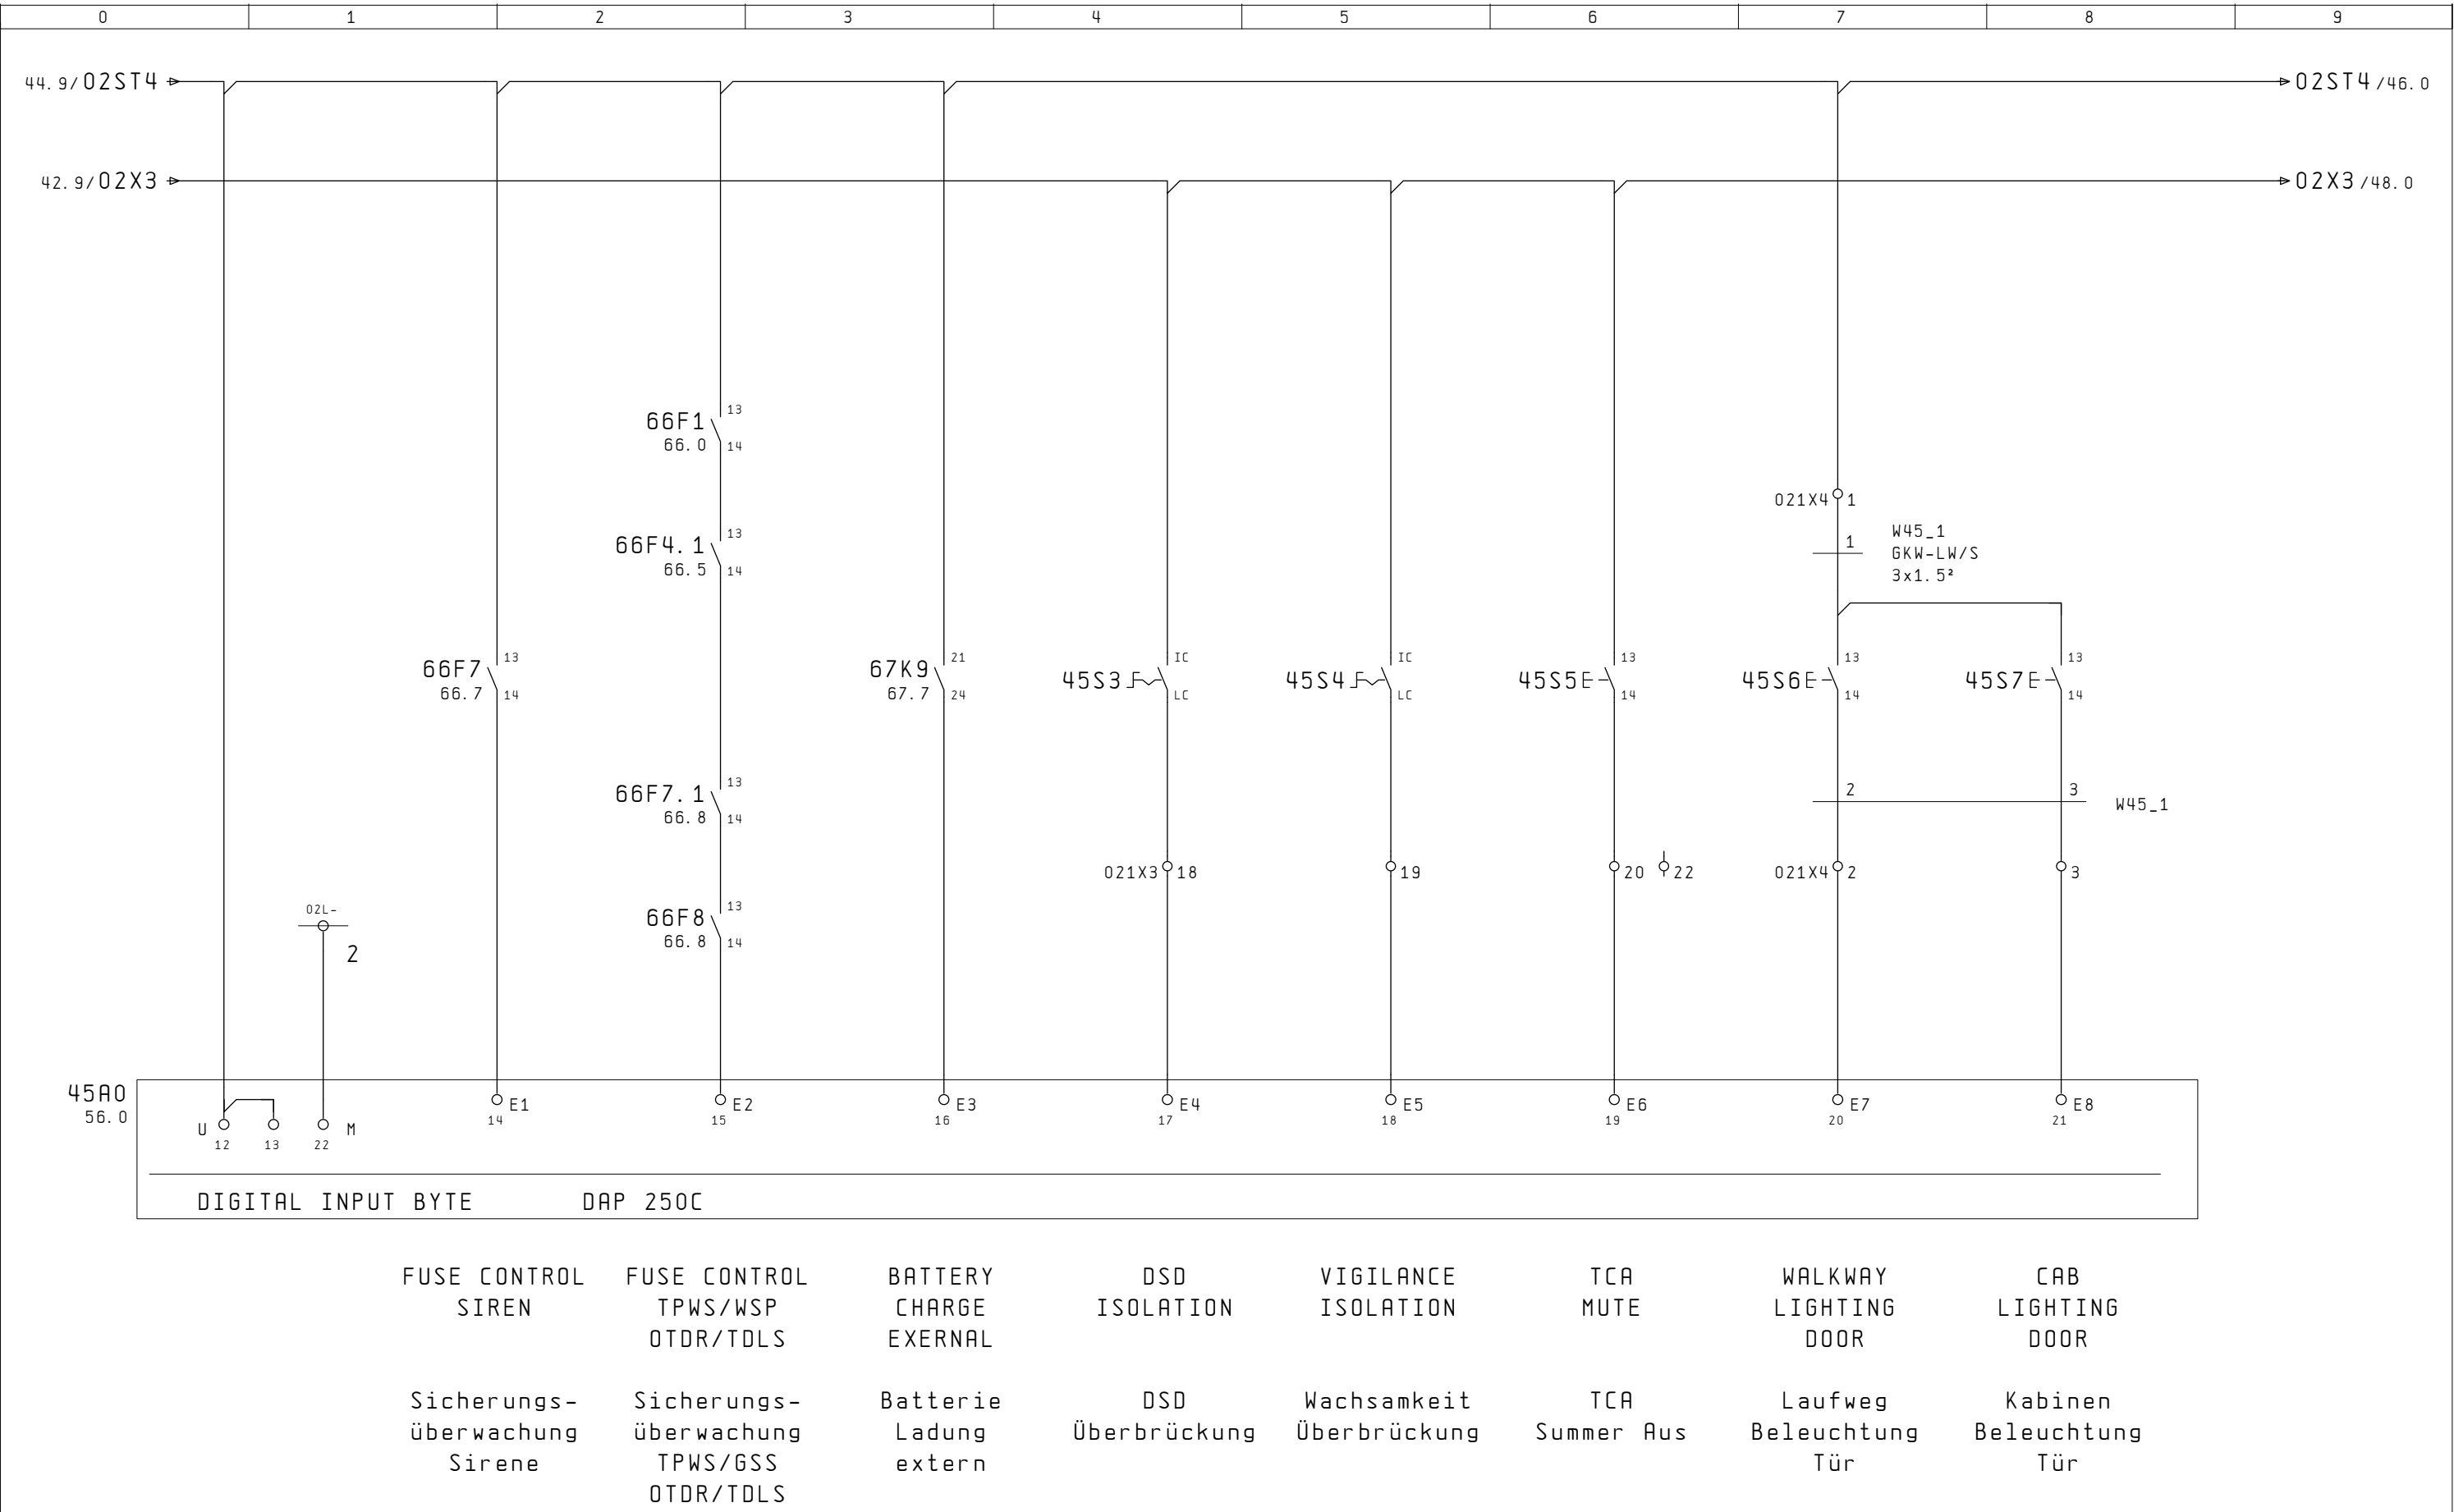 0 1 2 3 4 5 6 7 8 9
44.9/02ST4 02ST4/46.0
42.9/02X3 02X3/48.0
13
66F1
66.0 14
021X4 1
13
66F4.1
66.5 14
1 W45_1
GKW-LW/S
3x1.5²
13 21 IC IC 13 13 13
66F7 67K9 45S3 45S4 45S5 45S6 45S7
66.7 14 67.7 24 LC LC 14 14 14
13
66F7.1
66.8 14
2 3 W45_1
021X3 18 19 20 22 021X4 2 3
02L-
2
13
66F8
66.8 14
45A0
56.0
E1 E2 E3 E4 E5 E6 E7 E8
14 15 16 17 18 19 20 21
U M
12 13 22
DIGITAL INPUT BYTE DAP 250C
FUSE CONTROL FUSE CONTROL BATTERY DSD VIGILANCE TCA WALKWAY CAB
SIREN TPWS/WSP CHARGE ISOLATION ISOLATION MUTE LIGHTING LIGHTING
OTDR/TDLS EXERNAL DOOR DOOR
Sicherungs- Sicherungs- Batterie DSD Wachsamkeit TCA Laufweg Kabinen
überwachung überwachung Ladung Überbrückung Überbrückung Summer Aus Beleuchtung Beleuchtung
Sirene TPWS/GSS extern Tür Tür
OTDR/TDLS